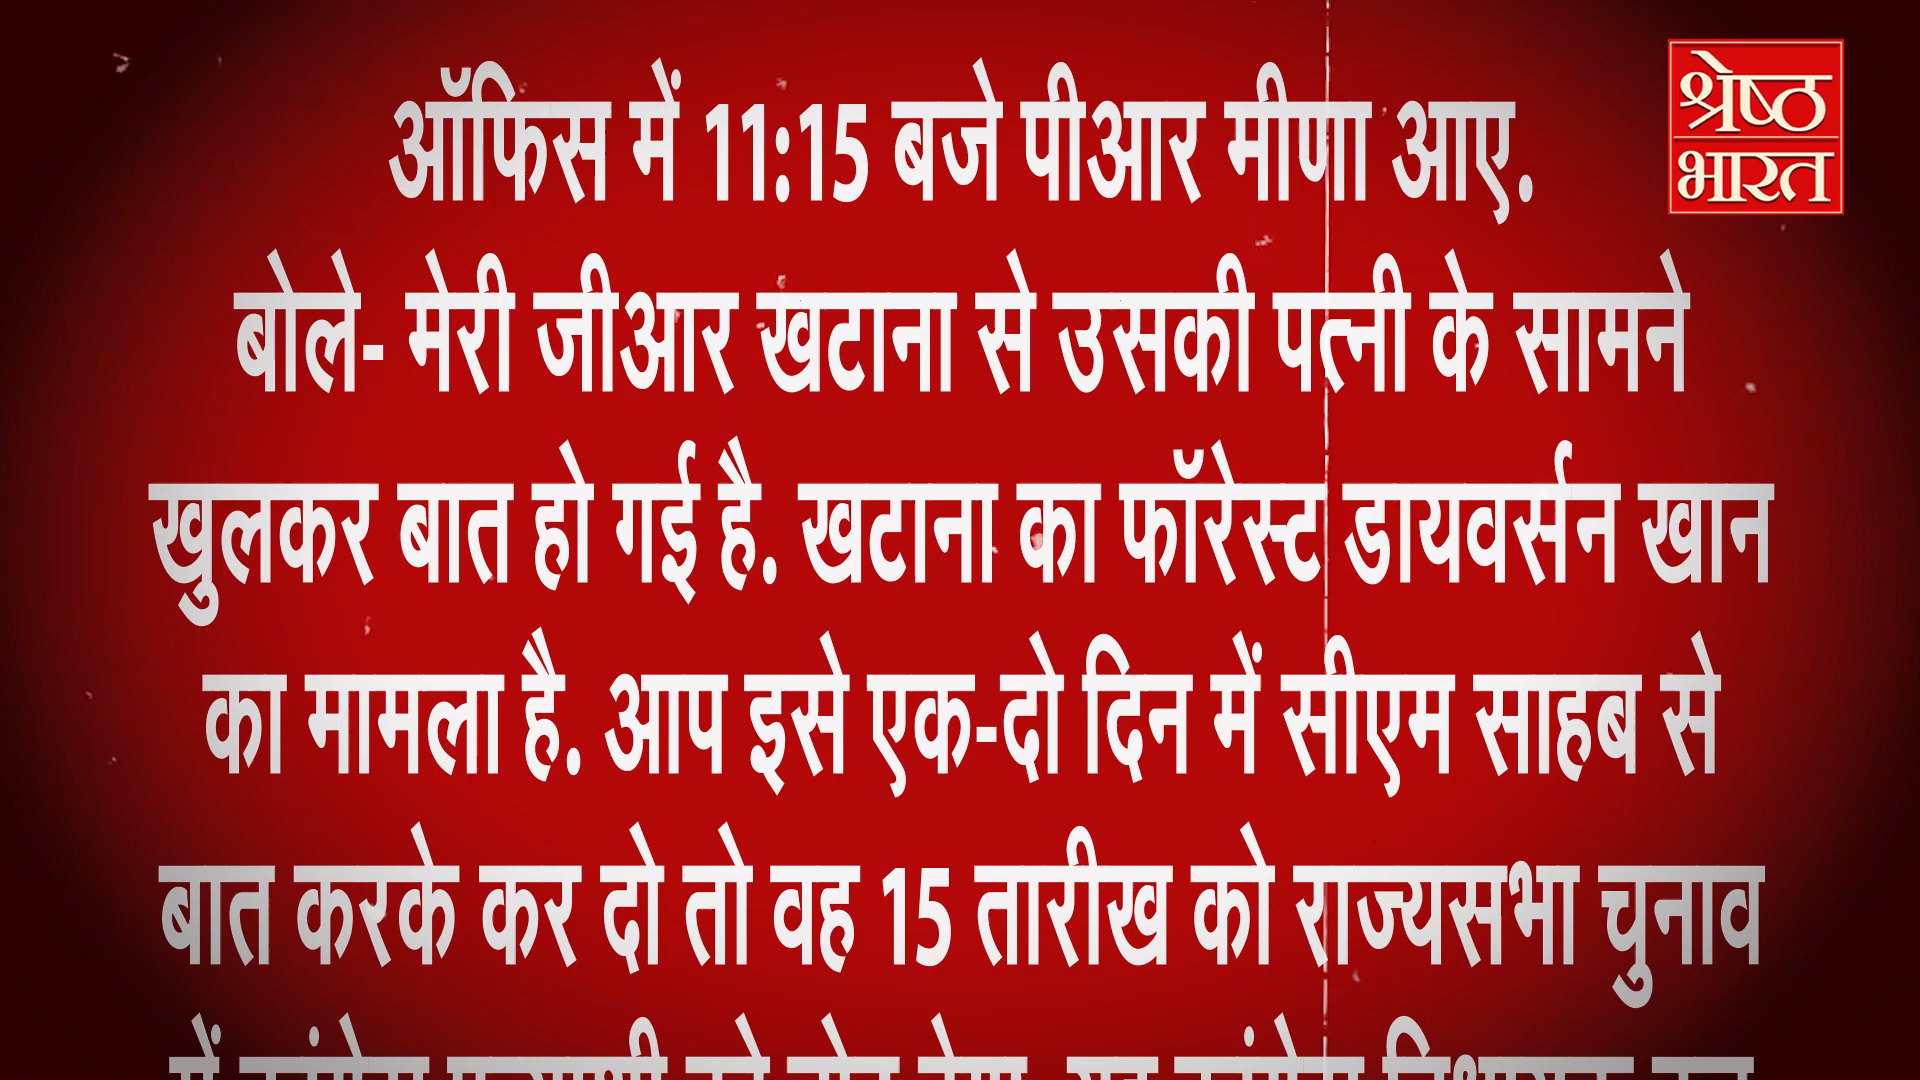 ऑफिस में 11:15 बजे पीआर मीणा आए.
बोले- मेरी जीआर खटाना से उसकी पत्नी के सामने
खुलकर बात हो गई है. खटाना का फॉरेस्ट डायवर्सन खान
का मामला है. आप इसे एक-दो दिन में सीएम साहब से
बात करके कर दो तो वह 15 तारीख को राज्यसभा चुनाव
श्रेष्ठ
भारत